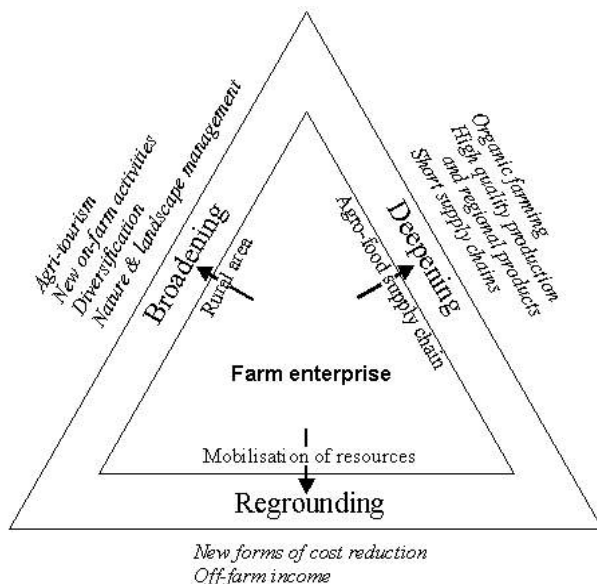 Agri-tourism
New on-farm activities
Diversification
Nature & landscape management
Broadening
Rural area
Organic farming
High quality production
and regional products
Short supply chains
Deepening
Agro-food supply chain
Farm enterprise
Mobilisation of resources
Regrounding
New forms of cost reduction
Off-farm income